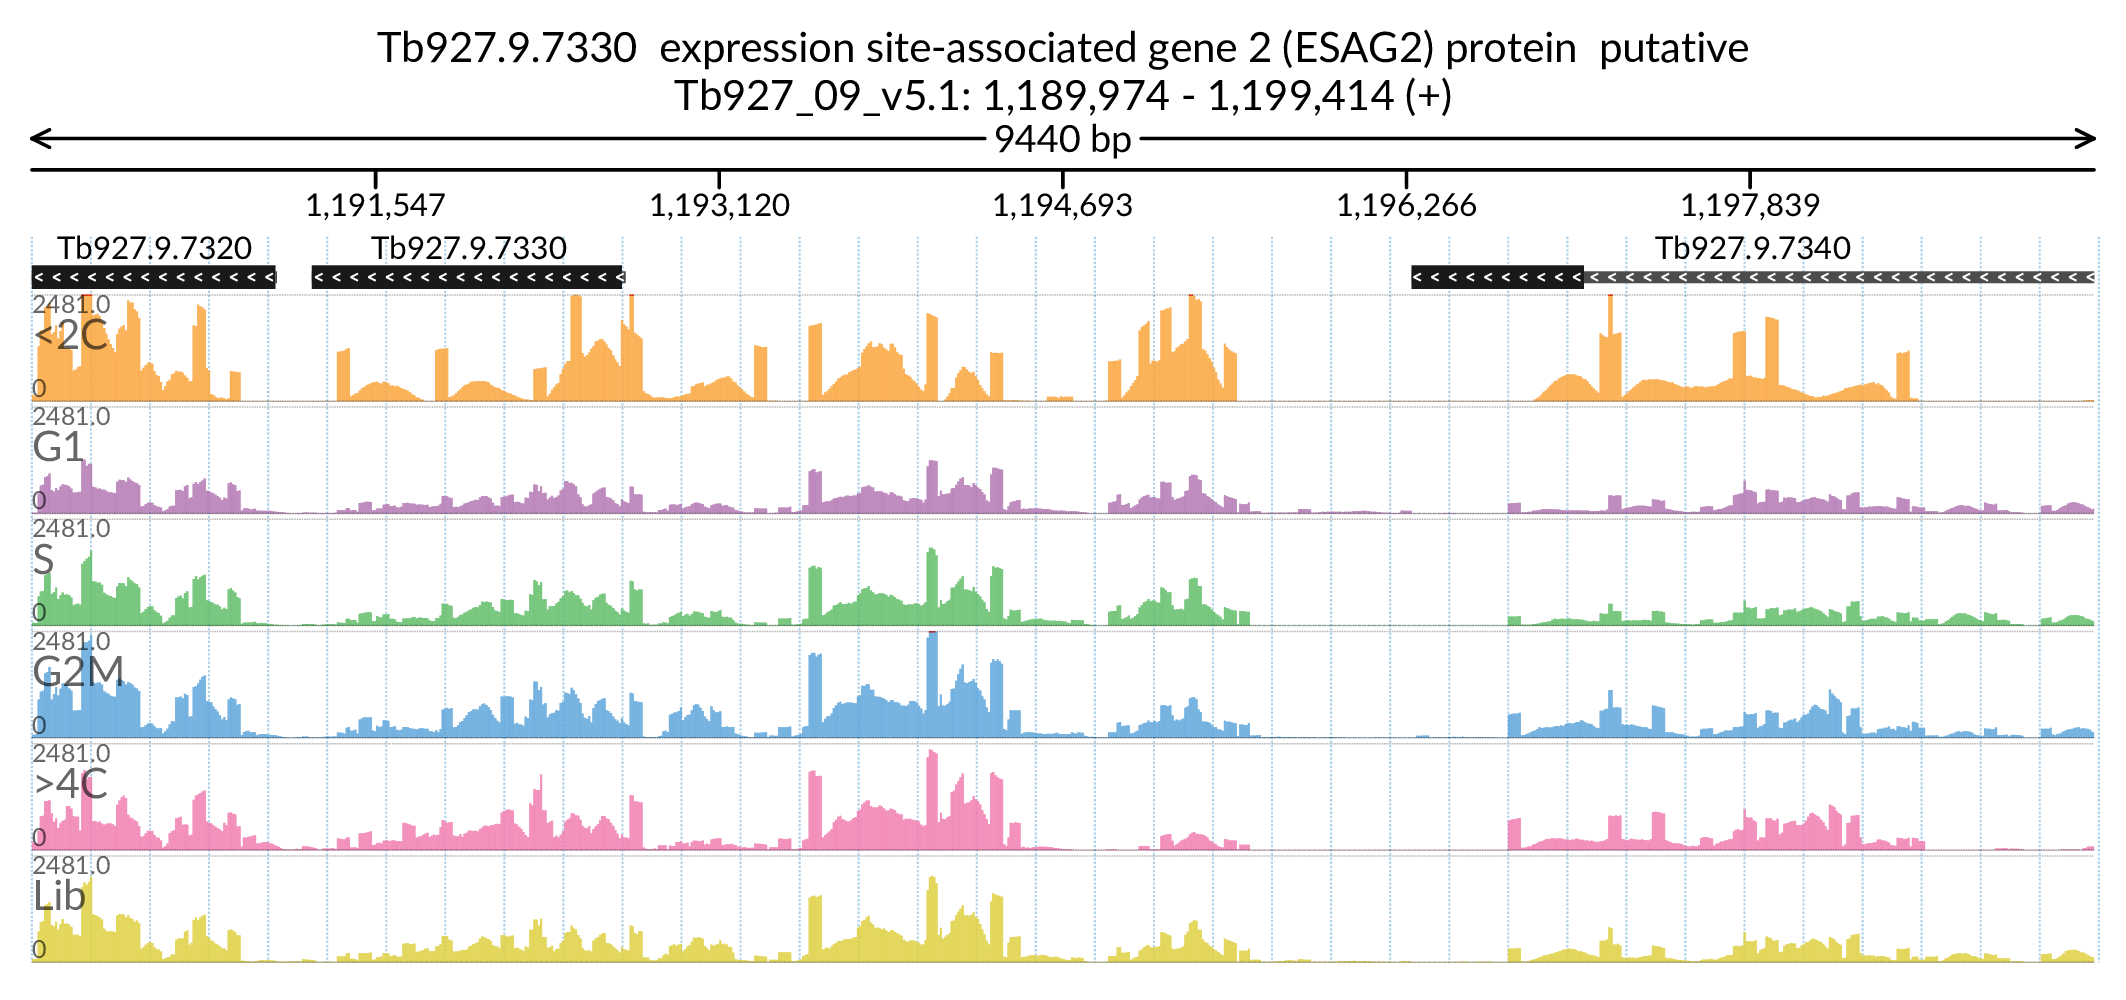 Tb927.9.7330 expression site-associated gene 2 (ESAG2) protein putative
Tb927_09_v5.1: 1,189,974 - 1,199,414 (+)
9440 bp
1,191,547 1,193,120 1,194,693 1,196,266 1,197,839
Tb927.9.7320 Tb927.9.7330 Tb927.9.7340
2481.0
<2C
0
2481.0
G1
0
2481.0
S
0
2481.0
G2M
0
2481.0
>4C
0
2481.0
Lib
0